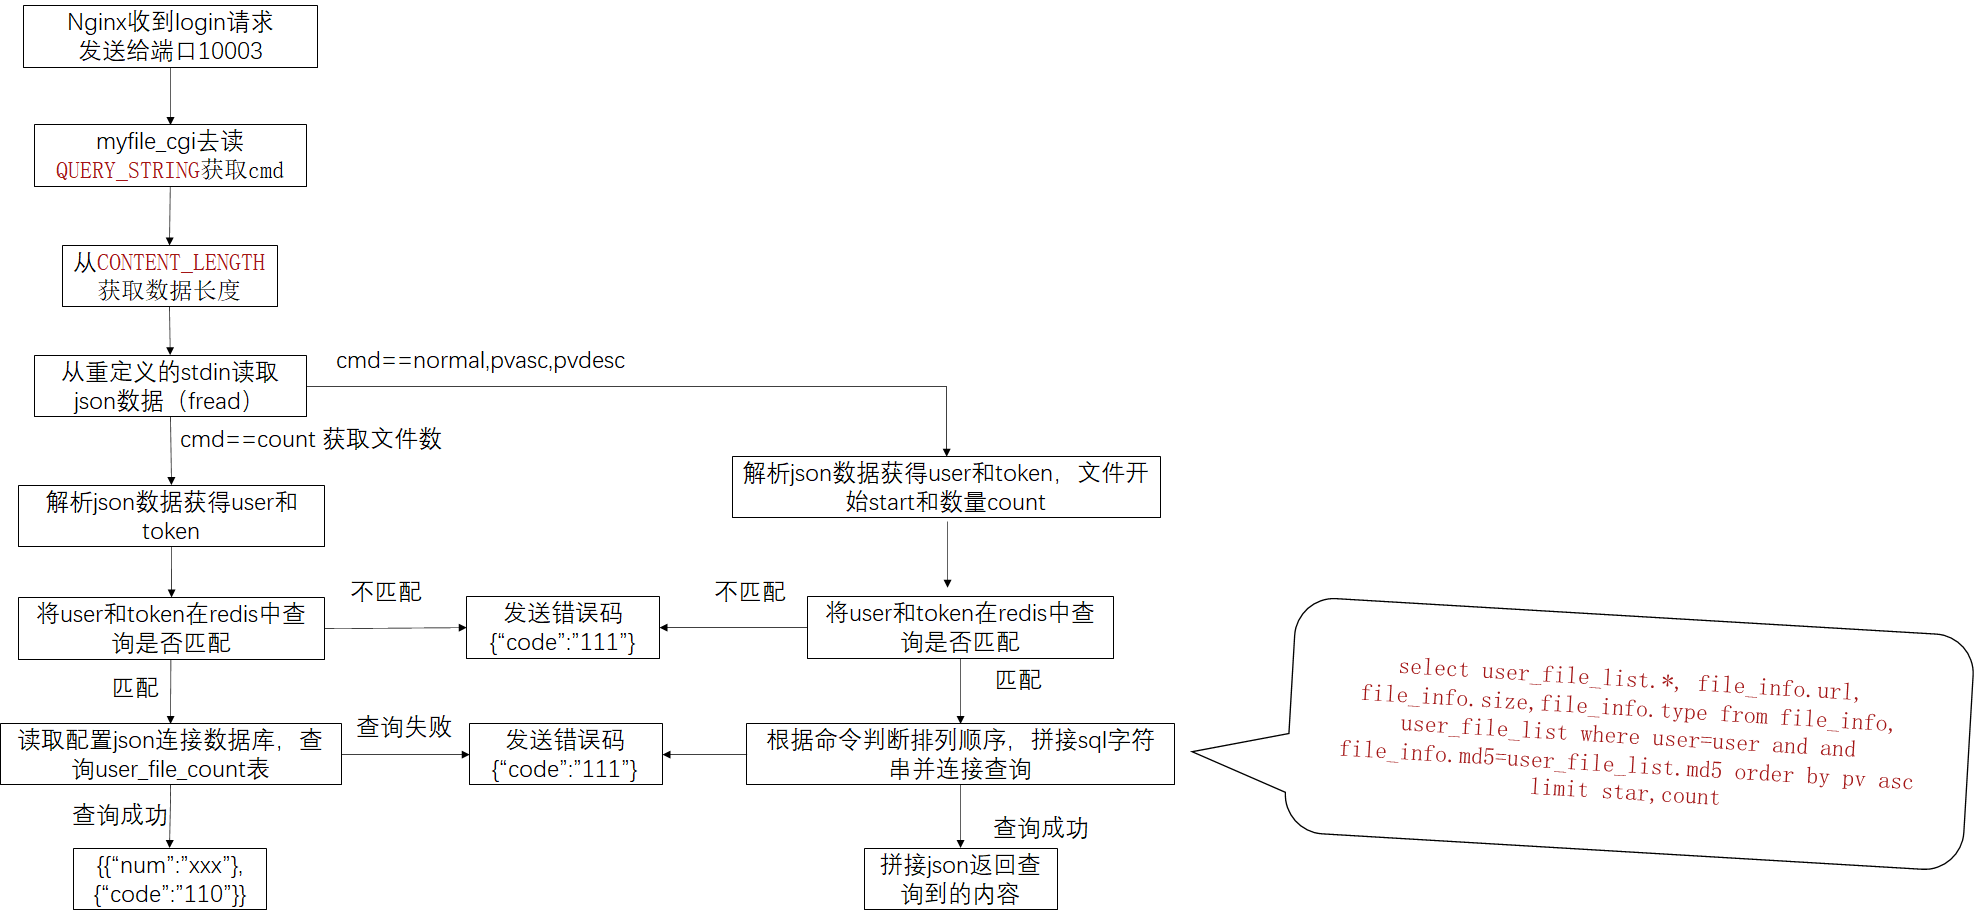 Nginx收到login请求
发送给端口10003
myfile_cgi去读
QUERY_STRING获取cmd
从CONTENT_LENGTH
获取数据长度
从重定义的stdin读取
json数据（fread）
cmd==normal,pvasc,pvdesc
cmd==count 获取文件数
解析json数据获得user和
token
解析json数据获得user和token，文件开
始start和数量count
将user和token在redis中查
询是否匹配
不匹配
发送错误码
{“code”:”111”}
不匹配
将user和token在redis中查
询是否匹配
匹配
匹配
读取配置json连接数据库，查
询user_file_count表
查询失败
发送错误码
{“code”:”111”}
根据命令判断排列顺序，拼接sql字符
串并连接查询
select user_file_list.*, file_info.url,
file_info.size,file_info.type from file_info,
user_file_list where user=user and and
file_info.md5=user_file_list.md5 order by pv asc
limit star,count
查询成功
查询成功
{{“num”:”xxx”},
{“code”:”110”}}
拼接json返回查
询到的内容